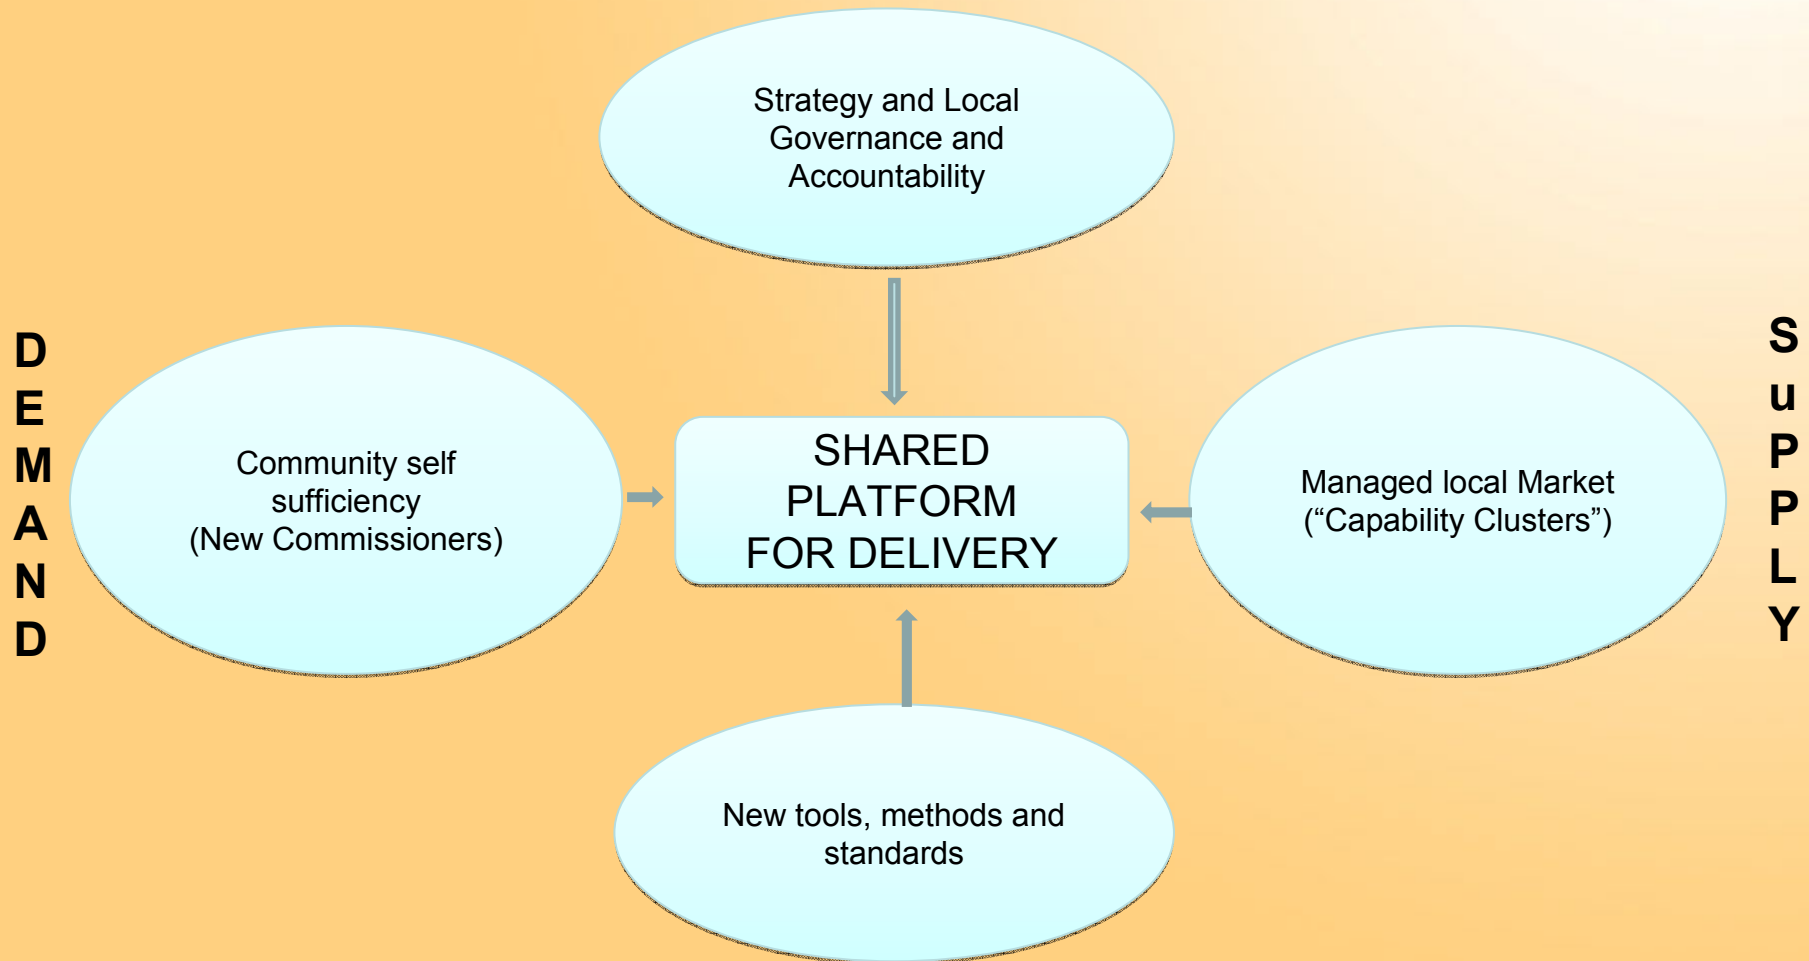 Strategy and Local
Governance and
Accountability
D
E
M
A
N
D
Community self
sufficiency
(New Commissioners)
SHARED
PLATFORM
FOR DELIVERY
Managed local Market
(“Capability Clusters”)
S
u
P
P
L
Y
New tools, methods and
standards